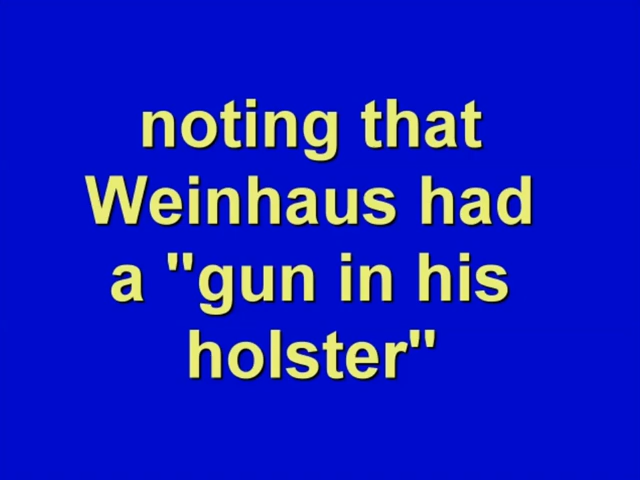 noting that
Weinhaus had
a "gun in his
holster"